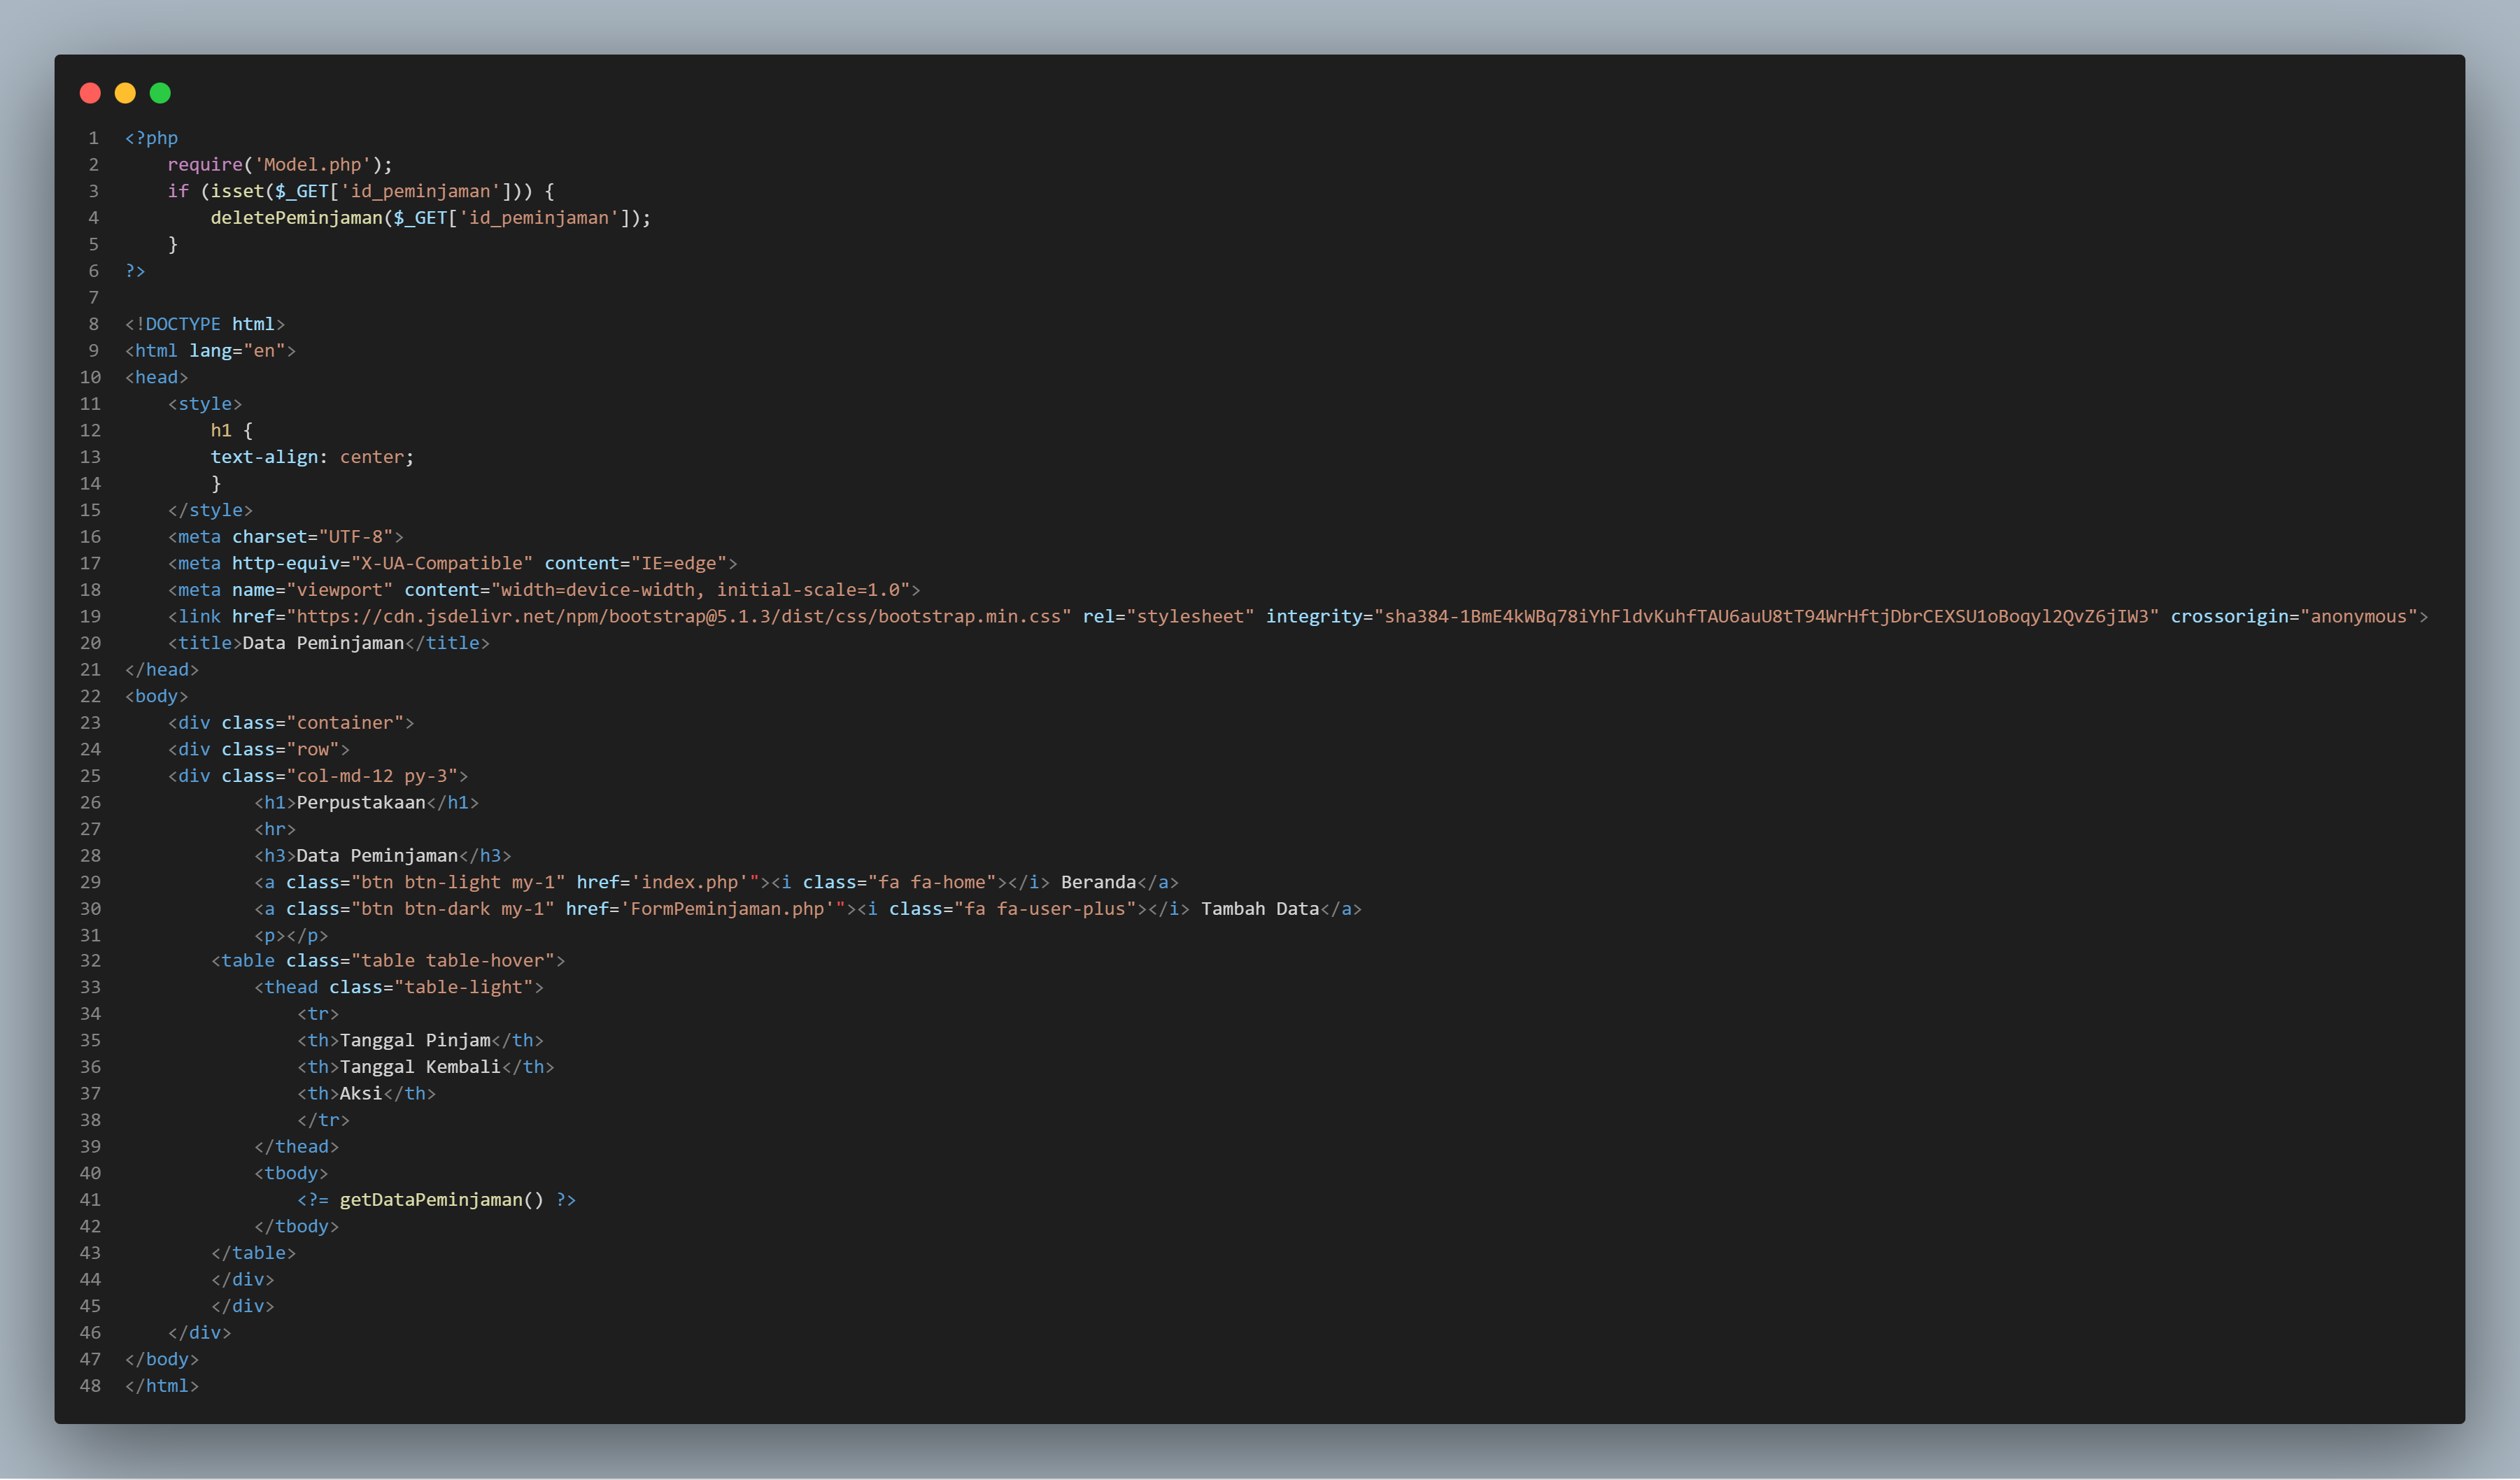 1 <?php
2     require('Model.php');
3     if (isset($_GET['id_peminjaman'])) {
4         deletePeminjaman($_GET['id_peminjaman']);
5     }
6 ?>
7
8 <!DOCTYPE html>
9 <html lang="en">
10 <head>
11     <style>
12         h1 {
13         text-align: center;
14         }
15     </style>
16     <meta charset="UTF-8">
17     <meta http-equiv="X-UA-Compatible" content="IE=edge">
18     <meta name="viewport" content="width=device-width, initial-scale=1.0">
19     <link href="https://cdn.jsdelivr.net/npm/bootstrap@5.1.3/dist/css/bootstrap.min.css" rel="stylesheet" integrity="sha384-1BmE4kWBq78iYhFldvKuhfTAU6auU8tT94WrHftjDbrCEXSU1oBoqyl2QvZ6jIW3" crossorigin="anonymous">
20     <title>Data Peminjaman</title>
21 </head>
22 <body>
23     <div class="container">
24     <div class="row">
25     <div class="col-md-12 py-3">
26             <h1>Perpustakaan</h1>
27             <hr>
28             <h3>Data Peminjaman</h3>
29             <a class="btn btn-light my-1" href='index.php'"><i class="fa fa-home"></i> Beranda</a>
30             <a class="btn btn-dark my-1" href='FormPeminjaman.php'"><i class="fa fa-user-plus"></i> Tambah Data</a>
31             <p></p>
32         <table class="table table-hover">
33             <thead class="table-light">
34                 <tr>
35                 <th>Tanggal Pinjam</th>
36                 <th>Tanggal Kembali</th>
37                 <th>Aksi</th>
38                 </tr>
39             </thead>
40             <tbody>
41                 <?= getDataPeminjaman() ?>
42             </tbody>
43         </table>
44         </div>
45         </div>
46     </div>
47 </body>
48 </html>